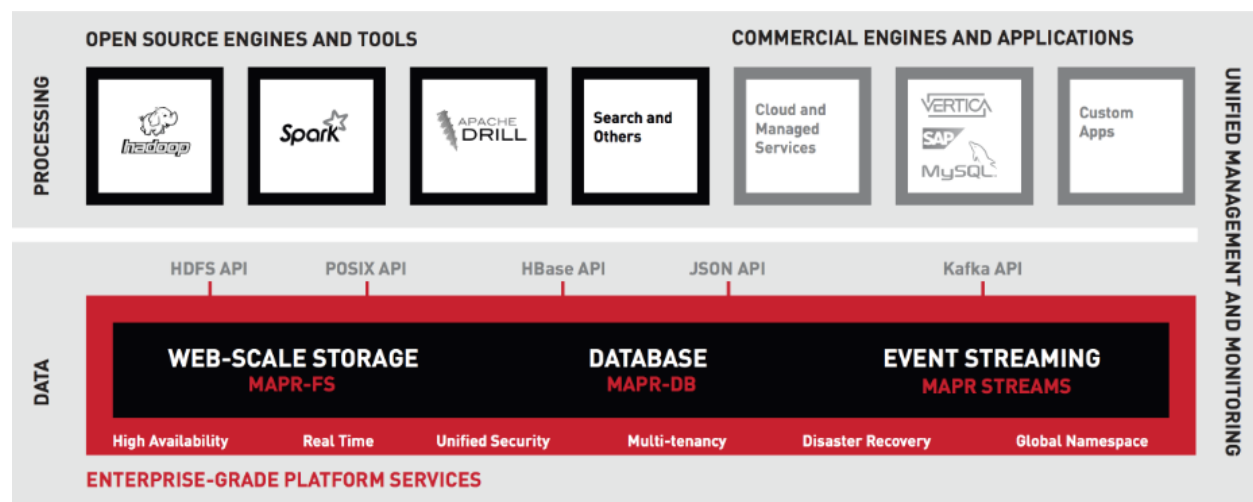 OPEN SOURCE ENGINES AND TOOLS
COMMERCIAL ENGINES AND APPLICATIONS
PROCESSING
hadoop
Spark
APACHE
DRILL
Search and
Others
Cloud and
Managed
Services
VERTICA
SAP
MySQL
Custom
Apps
UNIFIED MANAGEMENT AND MONITORING
DATA
HDFS API
POSIX API
HBase API
JSON API
Kafka API
WEB-SCALE STORAGE
MAPR-FS
DATABASE
MAPR-DB
EVENT STREAMING
MAPR STREAMS
High Availability
Real Time
Unified Security
Multi-tenancy
Disaster Recovery
Global Namespace
ENTERPRISE-GRADE PLATFORM SERVICES